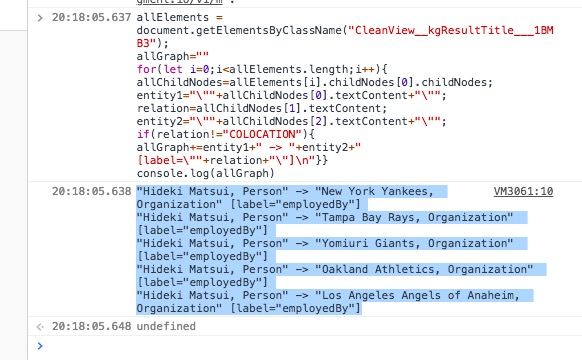 20:18:05.637 allElements =
document.getElementsByClassName("CleanView__kgResultTitle___1BM
B3");
allGraph=""
for(let i=0;i<allElements.length;i++){
allChildNodes=allElements[i].childNodes[0].childNodes;
entity1="\""+allChildNodes[0].textContent+"\"";
relation=allChildNodes[1].textContent;
entity2="\""+allChildNodes[2].textContent+"\"";
if(relation!="COLOCATION"){
allGraph+=entity1+" -> "+entity2+"
[label=\""+relation+"\"]\n"}}
console.log(allGraph)
20:18:05.638 "Hideki Matsui, Person" -> "New York Yankees, VM3061:10
Organization" [label="employedBy"]
"Hideki Matsui, Person" -> "Tampa Bay Rays, Organization"
[label="employedBy"]
"Hideki Matsui, Person" -> "Yomiuri Giants, Organization"
[label="employedBy"]
"Hideki Matsui, Person" -> "Oakland Athletics, Organization"
[label="employedBy"]
"Hideki Matsui, Person" -> "Los Angeles Angels of Anaheim,
Organization" [label="employedBy"]
20:18:05.648 undefined